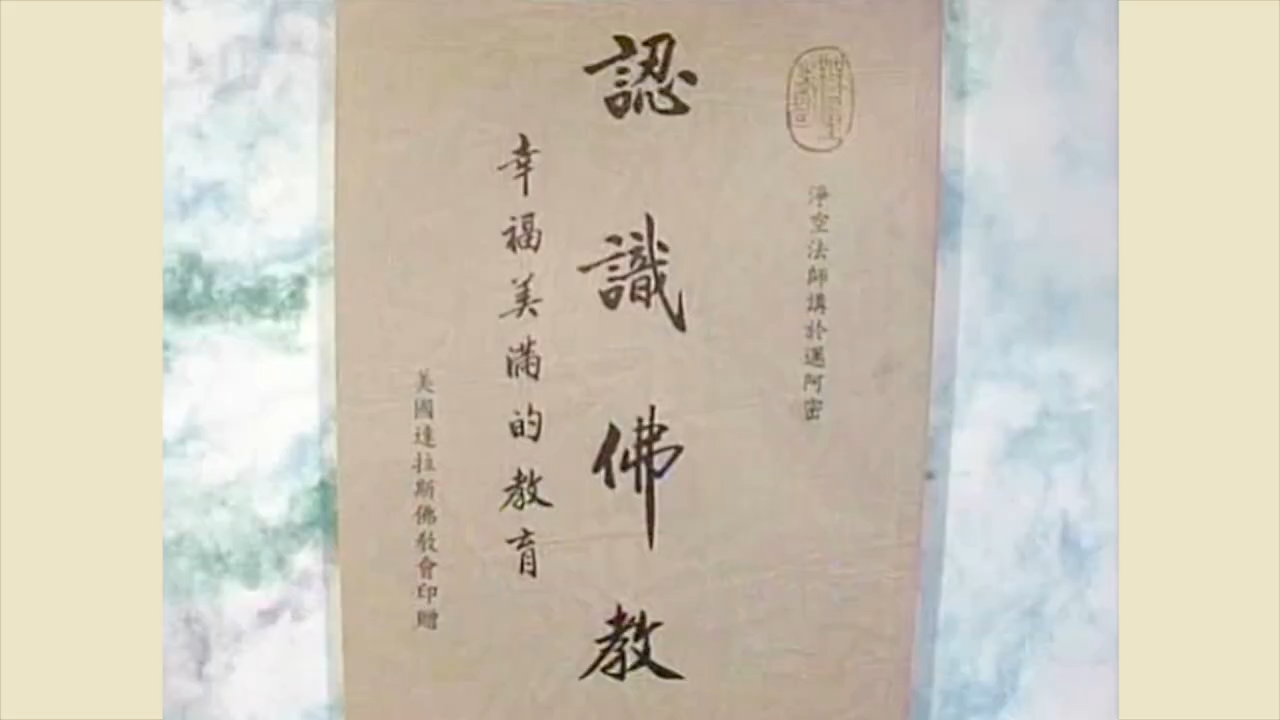 淨空法師講於邁阿密
認識佛教
幸福美滿的教育
美國達拉斯佛教會印贈